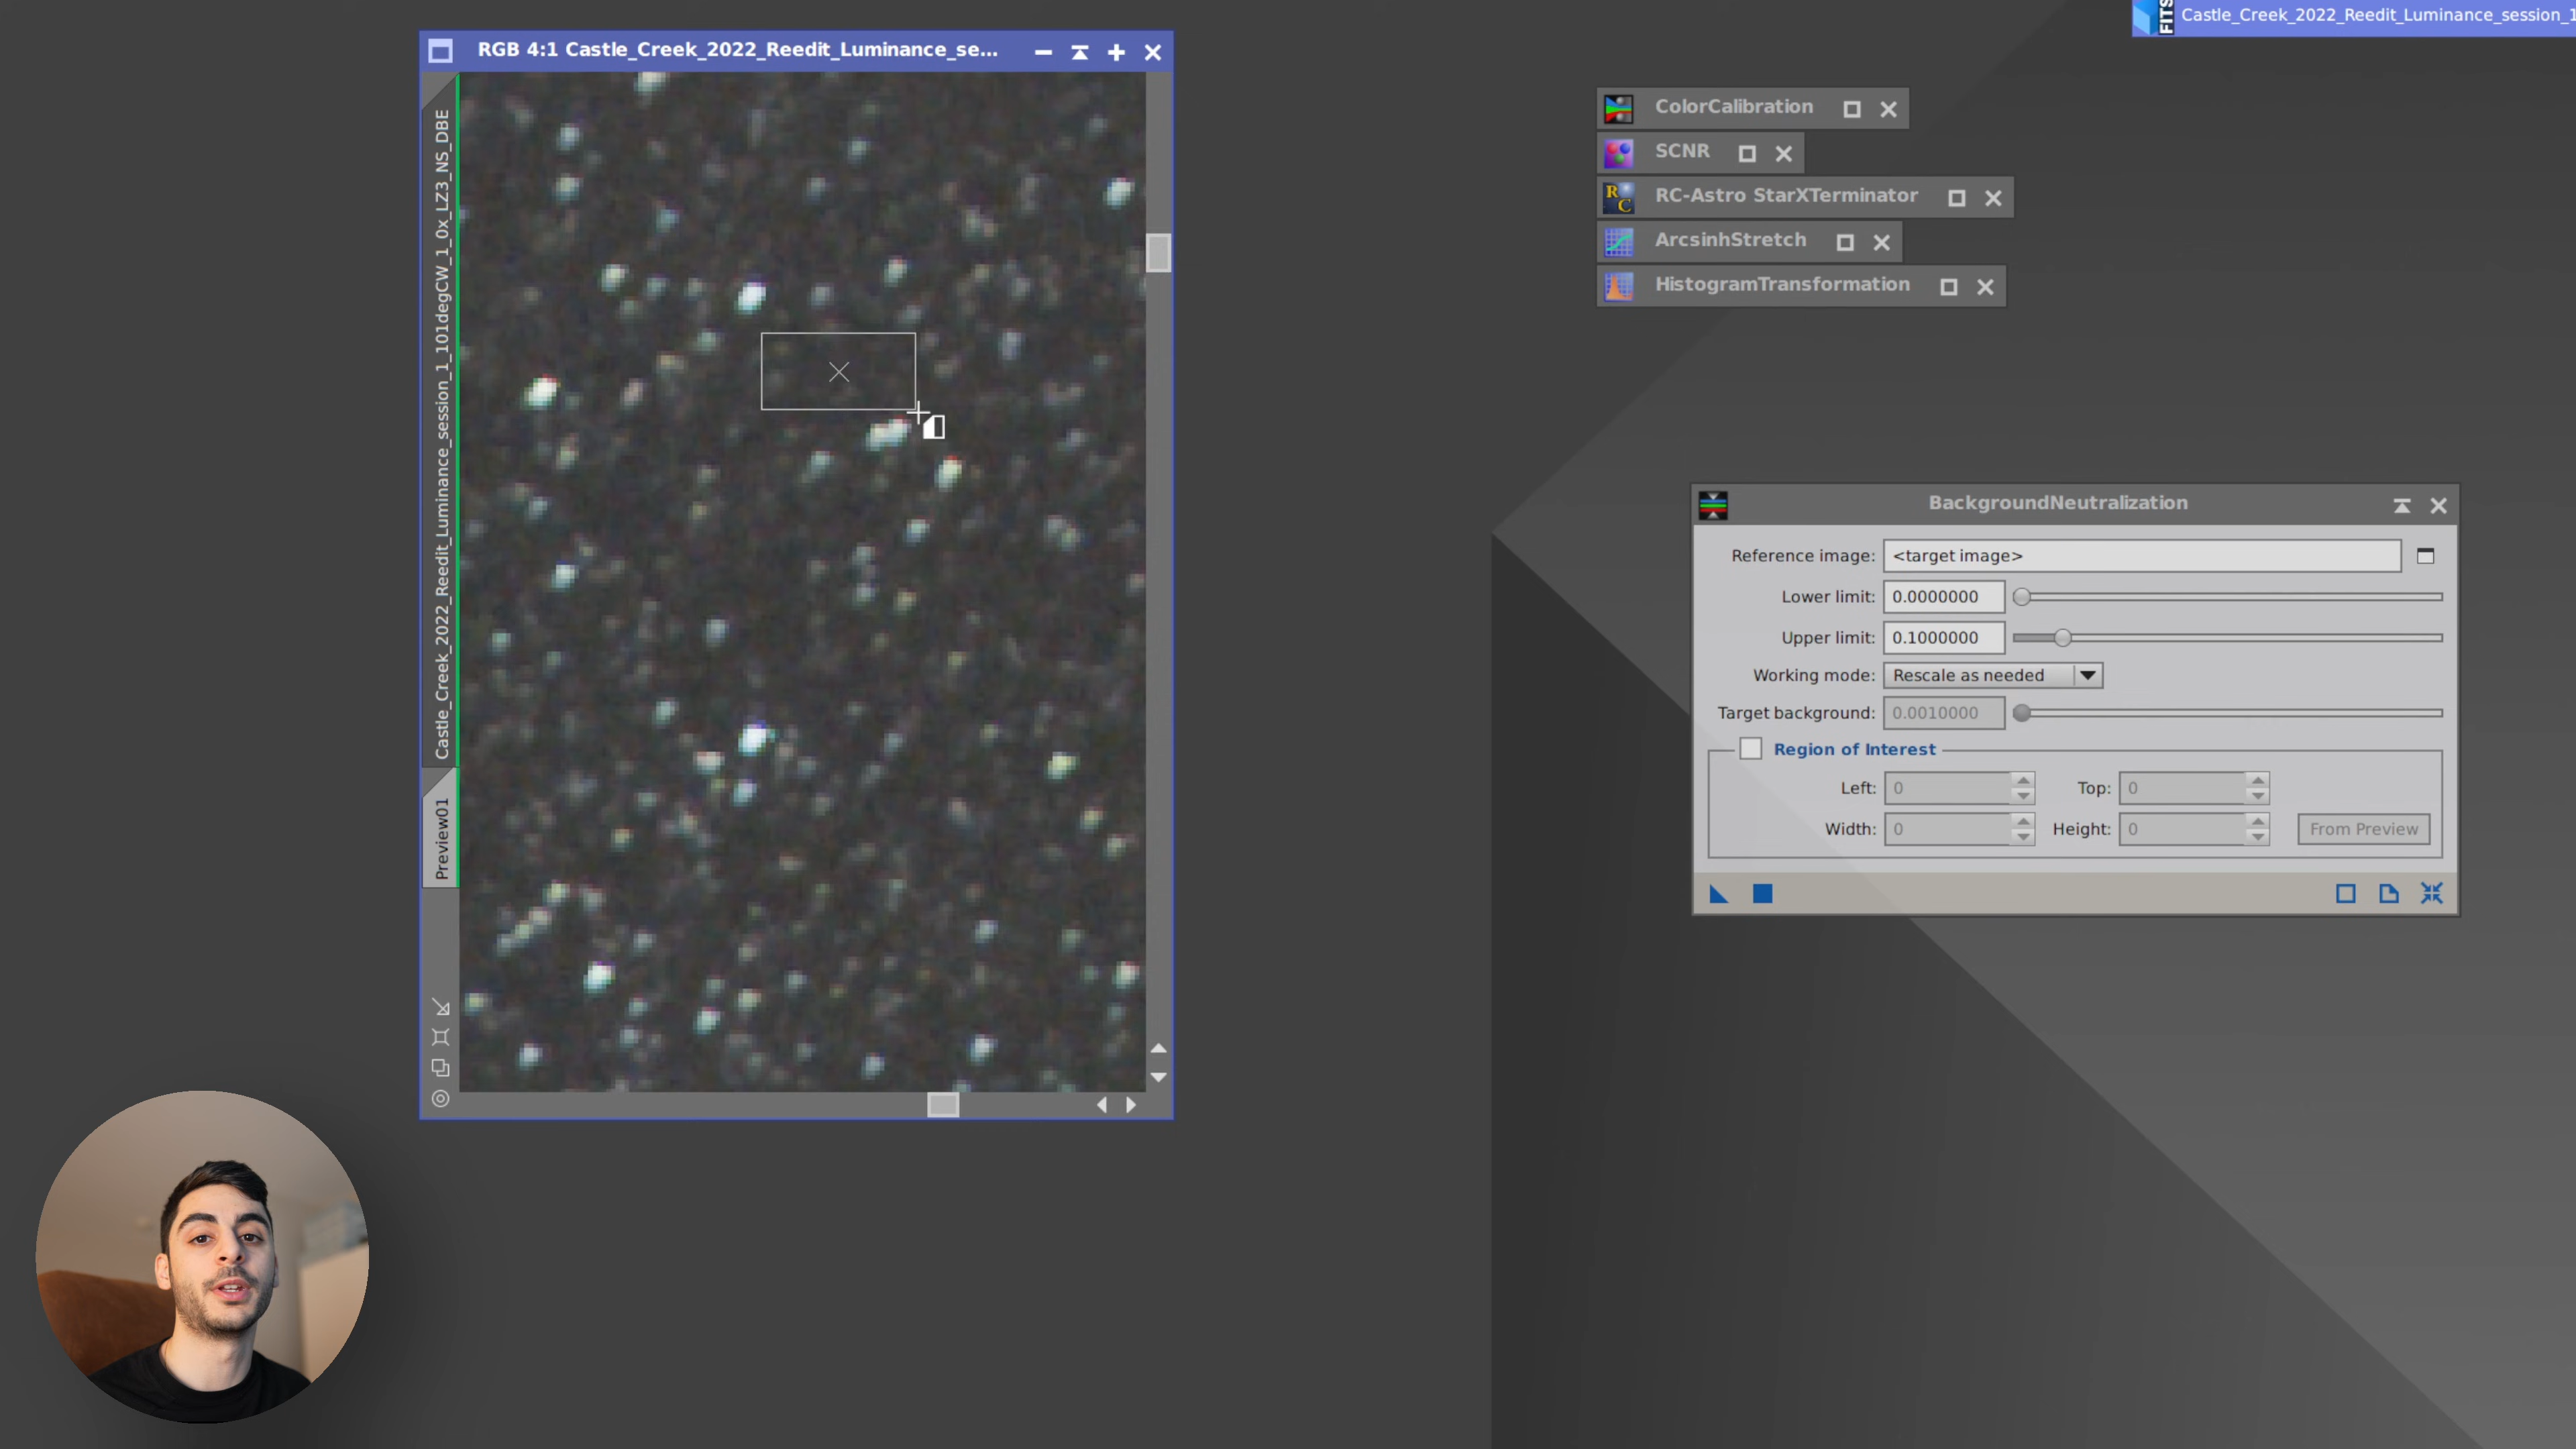 Castle_Creek_2022_Reedit_Luminance_session_1
FITS
RGB 4:1 Castle_Creek_2022_Reedit_Luminance_se...
Castle_Creek_2022_Reedit_Luminance_session_1_101degCW_1_0x_LZ3_NS_DBE
Preview01
ColorCalibration
SCNR
RC
RC-Astro StarXTerminator
ArcsinhStretch
HistogramTransformation
BackgroundNeutralization
Reference image: <target image>
Lower limit: 0.0000000
Upper limit: 0.1000000
Working mode: Rescale as needed
Target background: 0.0010000
Region of Interest
Left: 0 Top: 0
Width: 0 Height: 0 From Preview